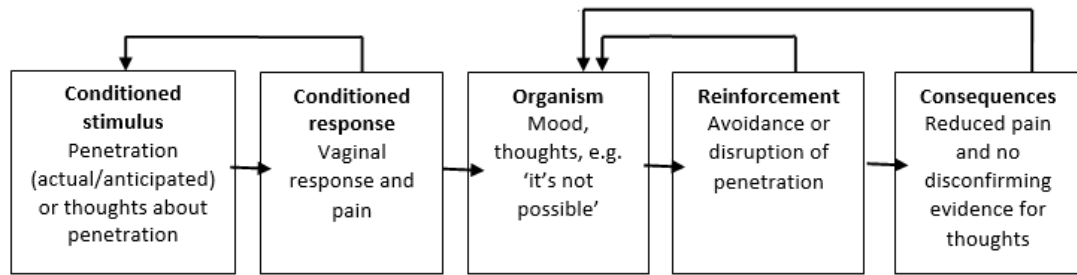 Conditioned
stimulus
Penetration
(actual/anticipated)
or thoughts about
penetration
Conditioned
response
Vaginal
response and
pain
Organism
Mood,
thoughts, e.g.
‘it’s not
possible’
Reinforcement
Avoidance or
disruption of
penetration
Consequences
Reduced pain
and no
disconfirming
evidence for
thoughts